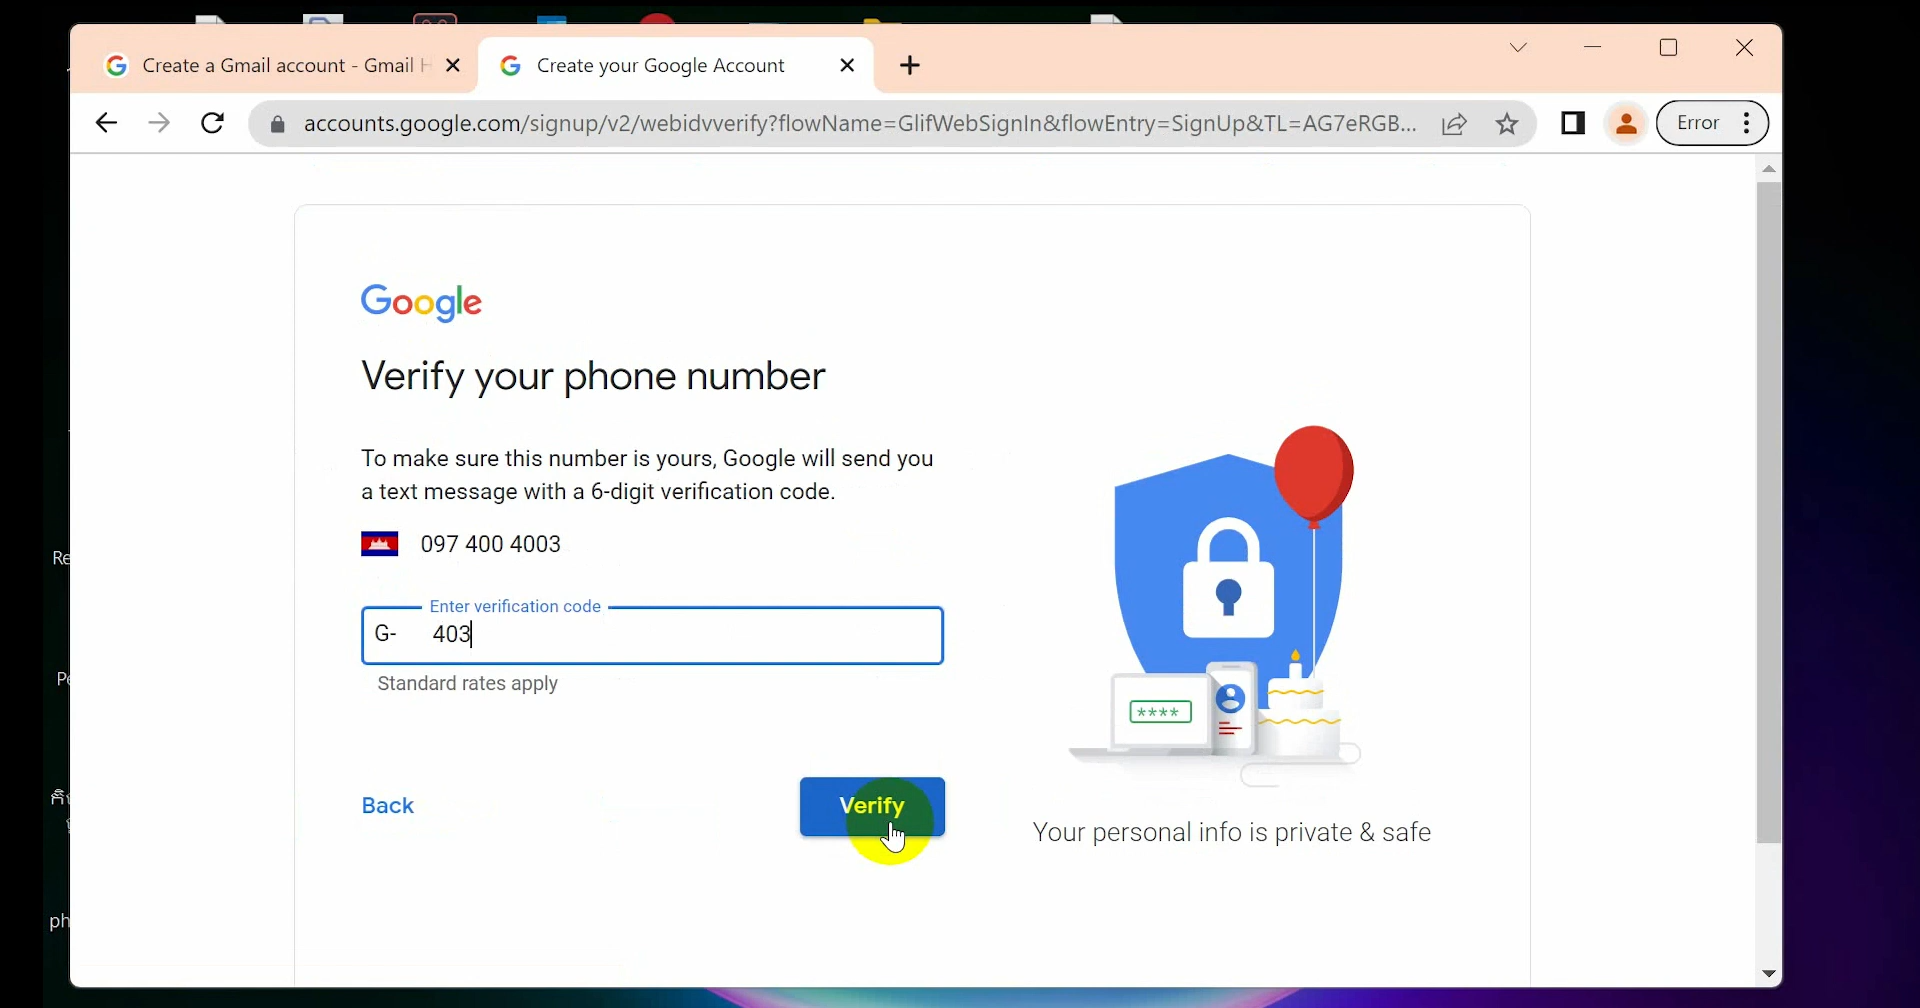 Create a Gmail account - Gmail H
Create your Google Account
accounts.google.com/signup/v2/webidvverify?flowName=GlifWebSignIn&flowEntry=SignUp&TL=AG7eRGB...
Error
Google
Verify your phone number
To make sure this number is yours, Google will send you
a text message with a 6-digit verification code.
097 400 4003
Enter verification code
G- 403
Standard rates apply
****
Back
Verify
Your personal info is private & safe
Re
Pe
ph